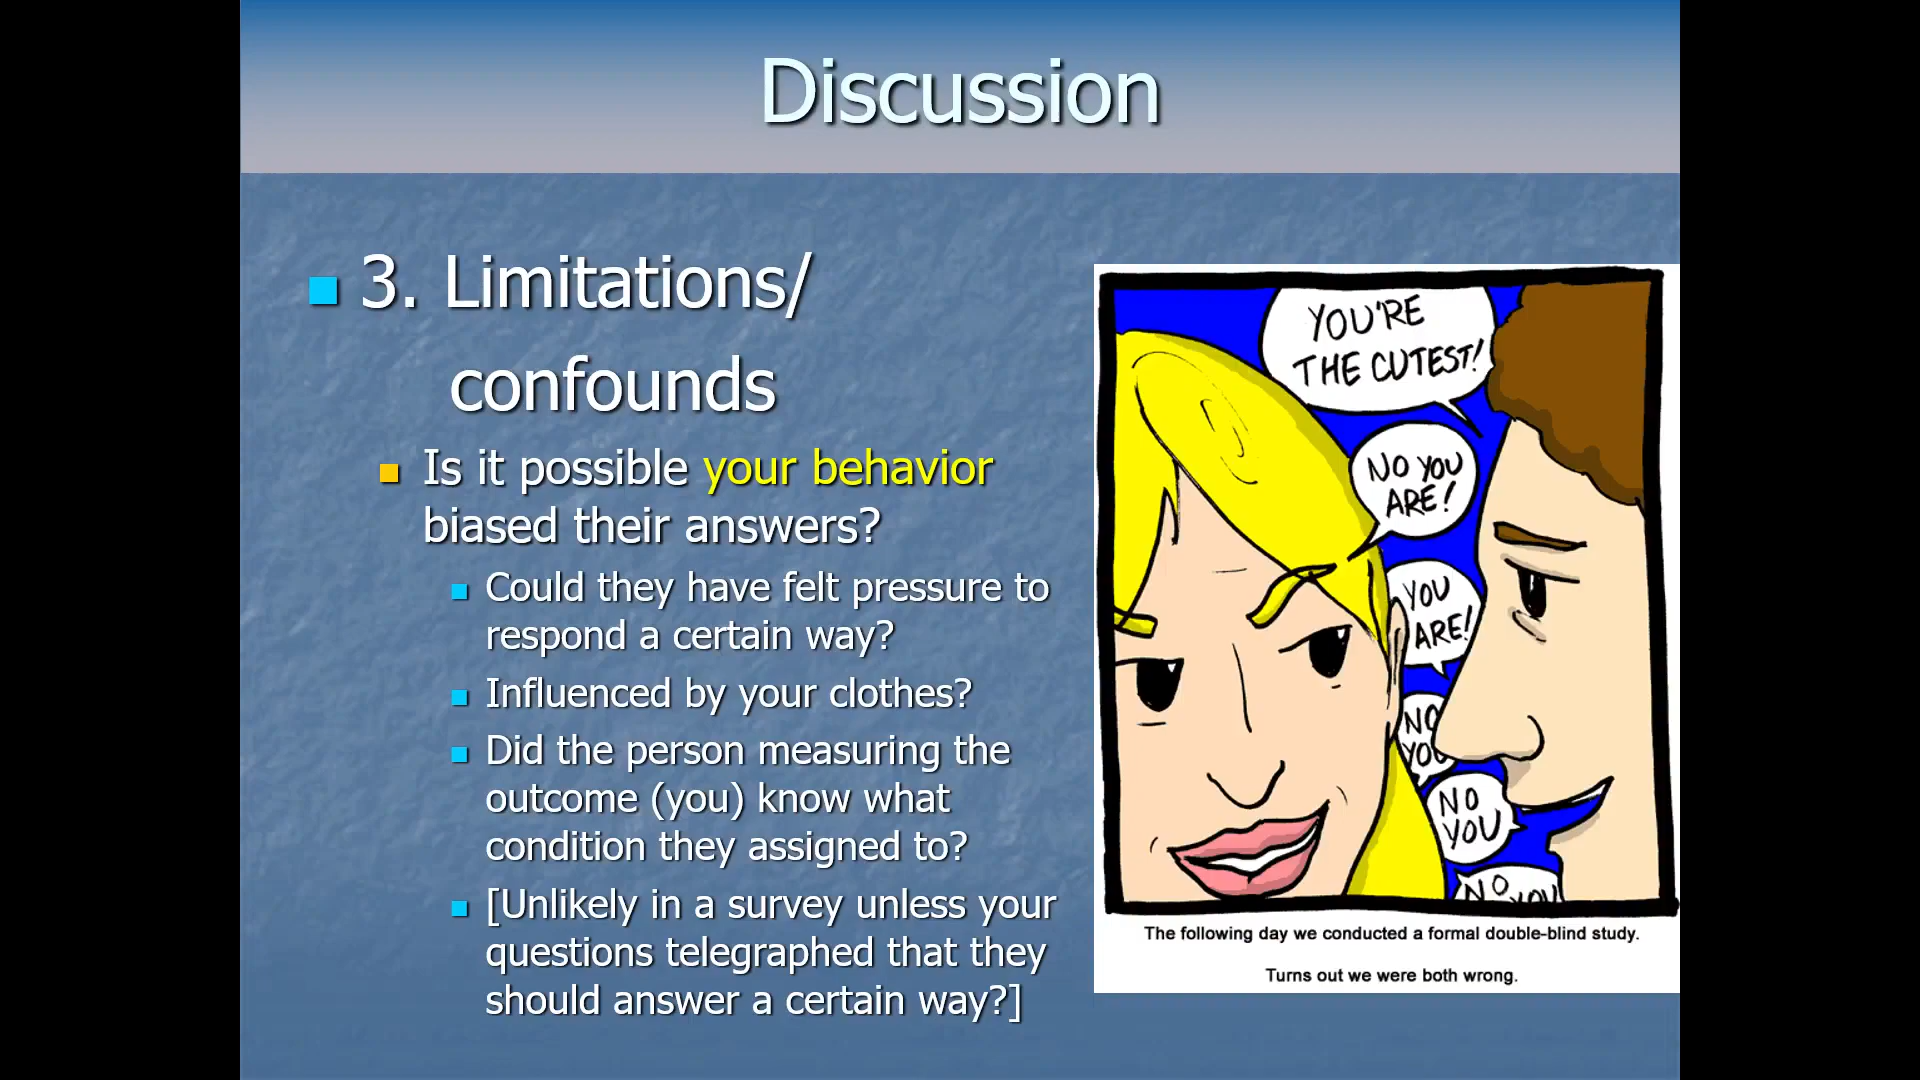 Discussion
3. Limitations/
confounds
Is it possible your behavior
biased their answers?
Could they have felt pressure to
respond a certain way?
Influenced by your clothes?
Did the person measuring the
outcome (you) know what
condition they assigned to?
[Unlikely in a survey unless your
questions telegraphed that they
should answer a certain way?]
YOU'RE
THE CUTEST!
NO YOU
ARE!
YOU
ARE!
NO
YOU
NO
YOU
NO
YOU
The following day we conducted a formal double-blind study.
Turns out we were both wrong.